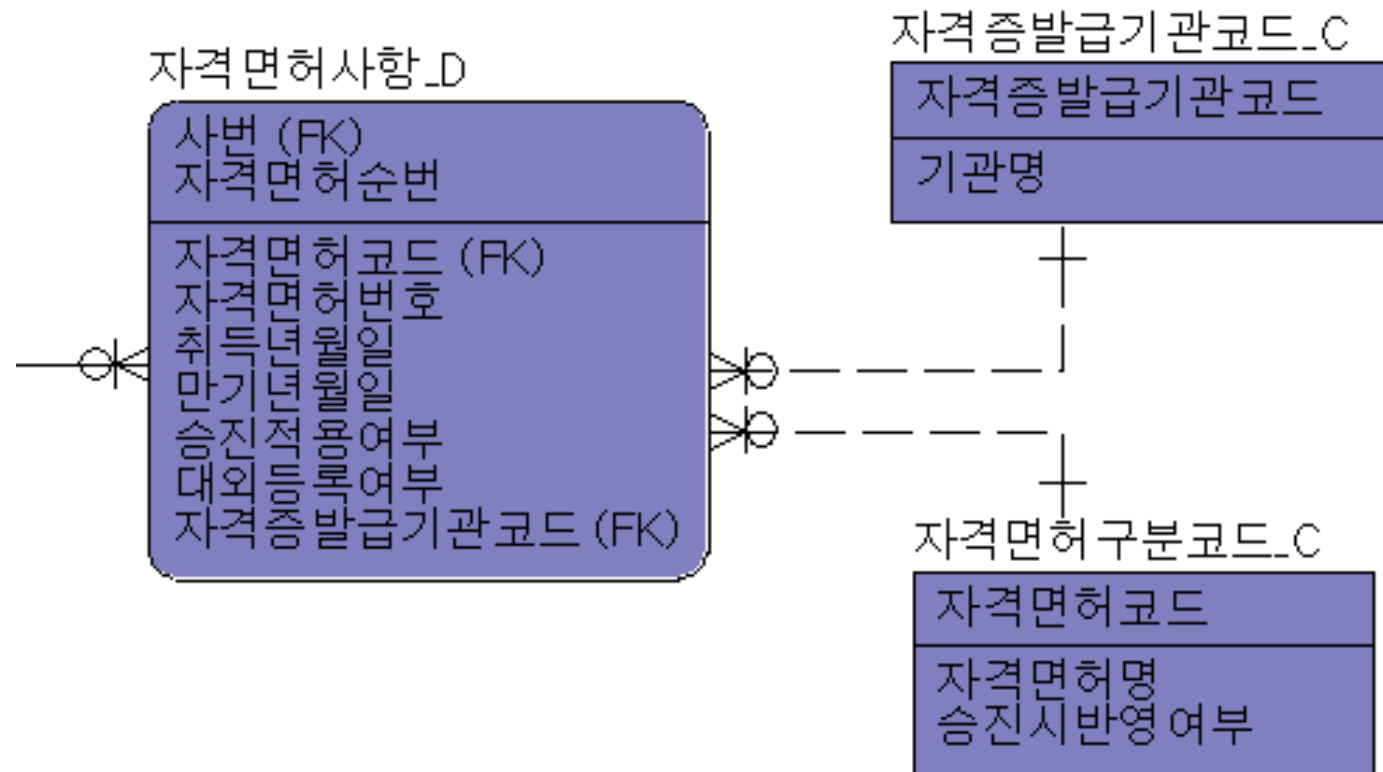 자격면허사항_D
사번 (FK)
자격면허순번
자격면허코드 (FK)
자격면허번호
취득년월일
만기년월일
승진적용여부
대외등록여부
자격증발급기관코드 (FK)
자격증발급기관코드_C
자격증발급기관코드
기관명
자격면허구분코드_C
자격면허코드
자격면허명
승진시반영여부